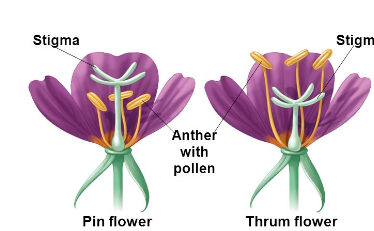 Stigma
Stigm
Anther
with
pollen
Pin flower
Thrum flower